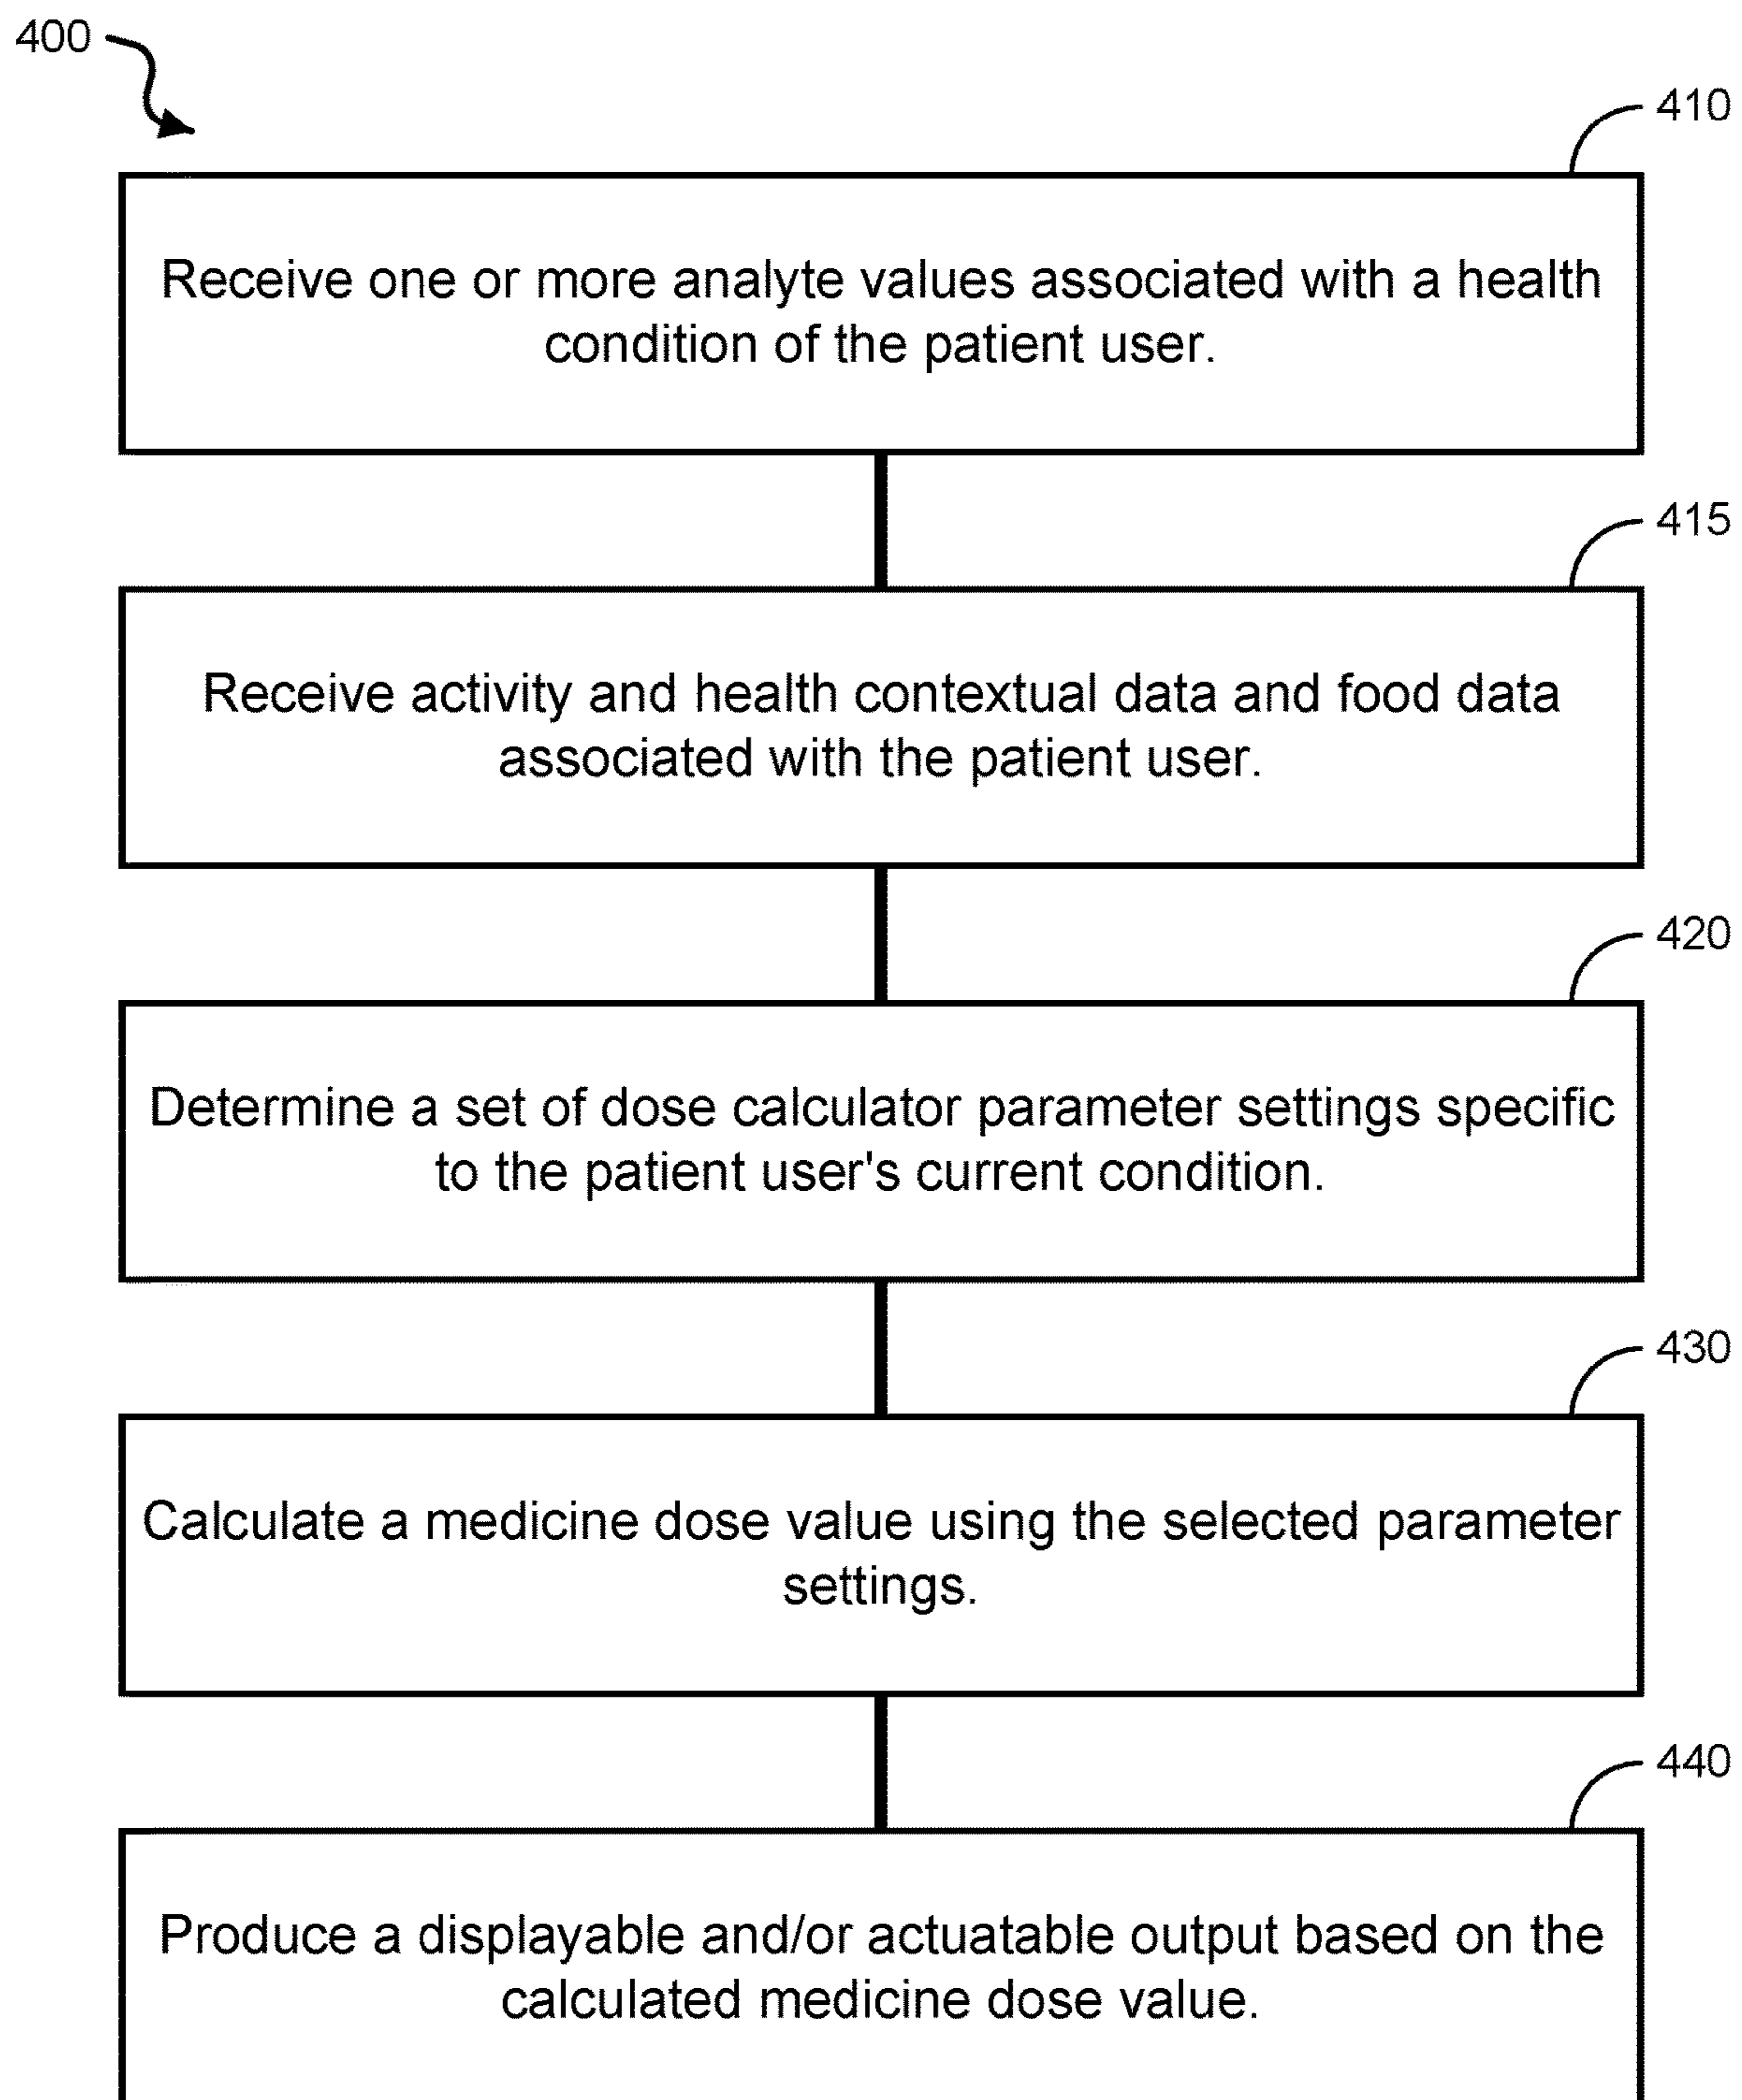 400
410
Receive one or more analyte values associated with a health
condition of the patient user.
415
Receive activity and health contextual data and food data
associated with the patient user.
420
Determine a set of dose calculator parameter settings specific
to the patient user's current condition.
430
Calculate a medicine dose value using the selected parameter
settings.
440
Produce a displayable and/or actuatable output based on the
calculated medicine dose value.